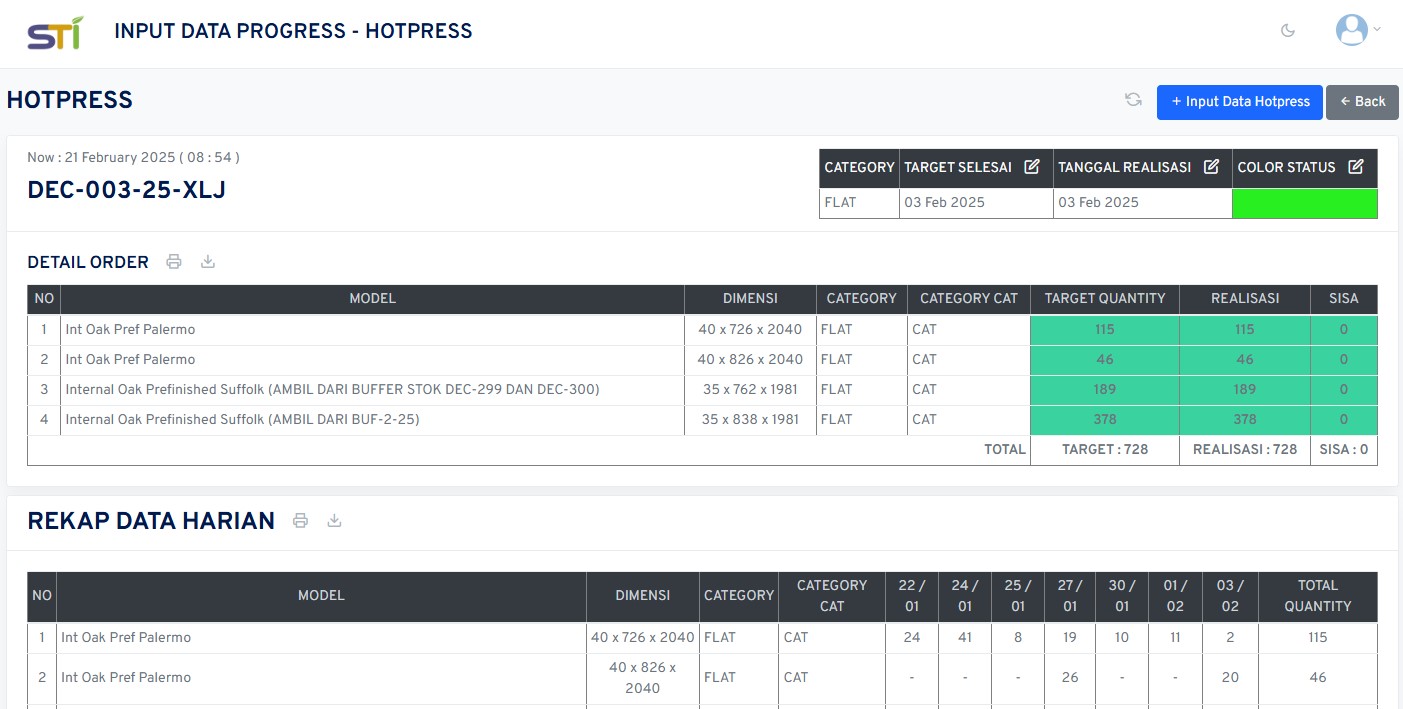 STI INPUT DATA PROGRESS - HOTPRESS
HOTPRESS
+ Input Data Hotpress
← Back
Now : 21 February 2025 ( 08 : 54 )
DEC-003-25-XLJ
CATEGORY TARGET SELESAI TANGGAL REALISASI COLOR STATUS
FLAT 03 Feb 2025 03 Feb 2025
DETAIL ORDER
NO MODEL DIMENSI CATEGORY CATEGORY CAT TARGET QUANTITY REALISASI SISA
1 Int Oak Pref Palermo 40 x 726 x 2040 FLAT CAT 115 115 0
2 Int Oak Pref Palermo 40 x 826 x 2040 FLAT CAT 46 46 0
3 Internal Oak Prefinished Suffolk (AMBIL DARI BUFFER STOK DEC-299 DAN DEC-300) 35 x 762 x 1981 FLAT CAT 189 189 0
4 Internal Oak Prefinished Suffolk (AMBIL DARI BUF-2-25) 35 x 838 x 1981 FLAT CAT 378 378 0
TOTAL TARGET : 728 REALISASI : 728 SISA : 0
REKAP DATA HARIAN
NO MODEL DIMENSI CATEGORY CATEGORY CAT 22 / 01 24 / 01 25 / 01 27 / 01 30 / 01 01 / 02 03 / 02 TOTAL QUANTITY
1 Int Oak Pref Palermo 40 x 726 x 2040 FLAT CAT 24 41 8 19 10 11 2 115
2 Int Oak Pref Palermo 40 x 826 x 2040 FLAT CAT - - - 26 - - 20 46